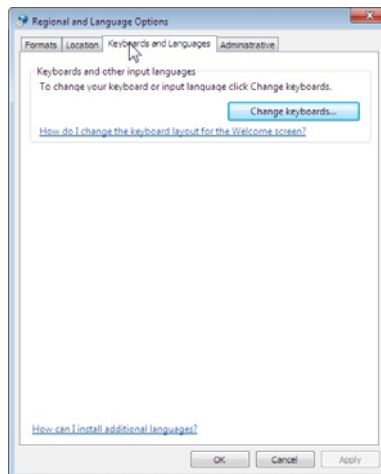 Regional and Language Options
Formats Location Keyboards and Languages Administrative
Keyboards and other input languages
To change your keyboard or input language click Change keyboards.
Change keyboards...
How do I change the keyboard layout for the Welcome screen?
How can I install additional languages?
OK Cancel Apply